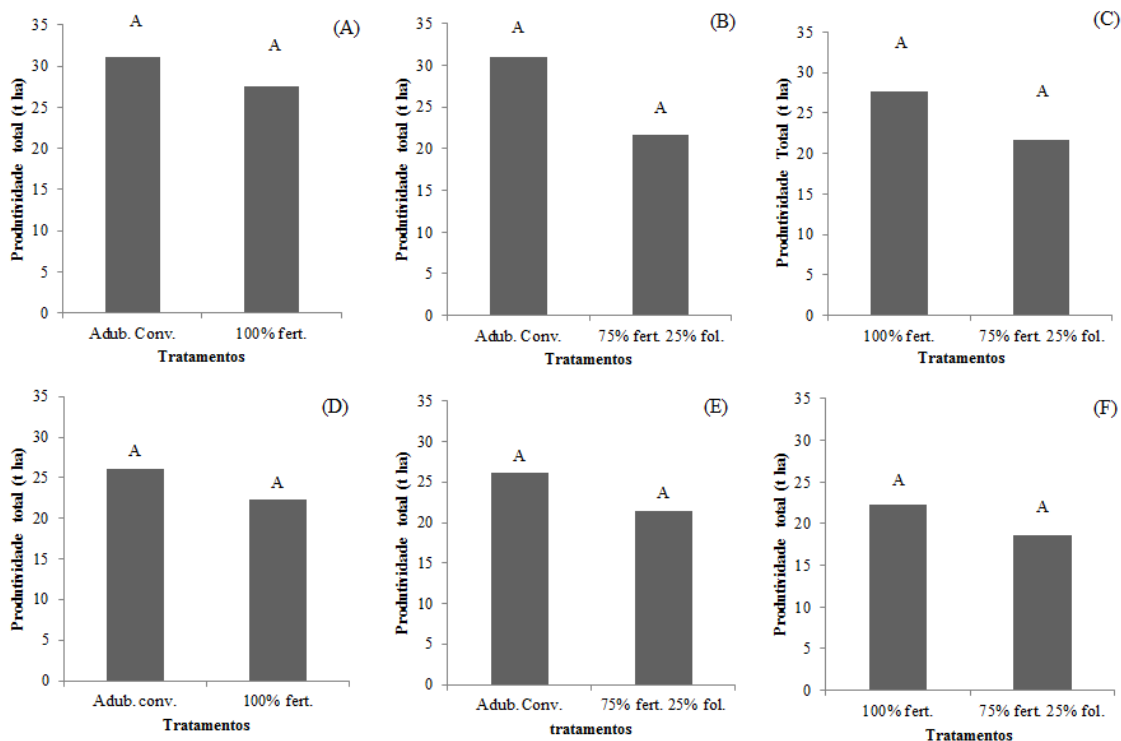 (A)
Produtividade total (t ha)
35
30
25
20
15
10
5
0
A
A
Adub. Conv.
100% fert.
Tratamentos
(B)
Produtividade total (t ha)
35
30
25
20
15
10
5
0
A
A
Adub. Conv.
75% fert. 25% fol.
Tratamentos
(C)
Produtividade Total (t ha)
35
30
25
20
15
10
5
0
A
A
100% fert.
75% fert. 25% fol.
Tratamentos
(D)
Produtividade total (t ha)
35
30
25
20
15
10
5
0
A
A
Adub. conv.
100% fert.
Tratamentos
(E)
Produtividade total (t ha)
35
30
25
20
15
10
5
0
A
A
Adub. Conv.
75% fert. 25% fol.
tratamentos
(F)
Produtividade total (t ha)
35
30
25
20
15
10
5
0
A
A
100% fert.
75% fert. 25% fol.
Tratamentos